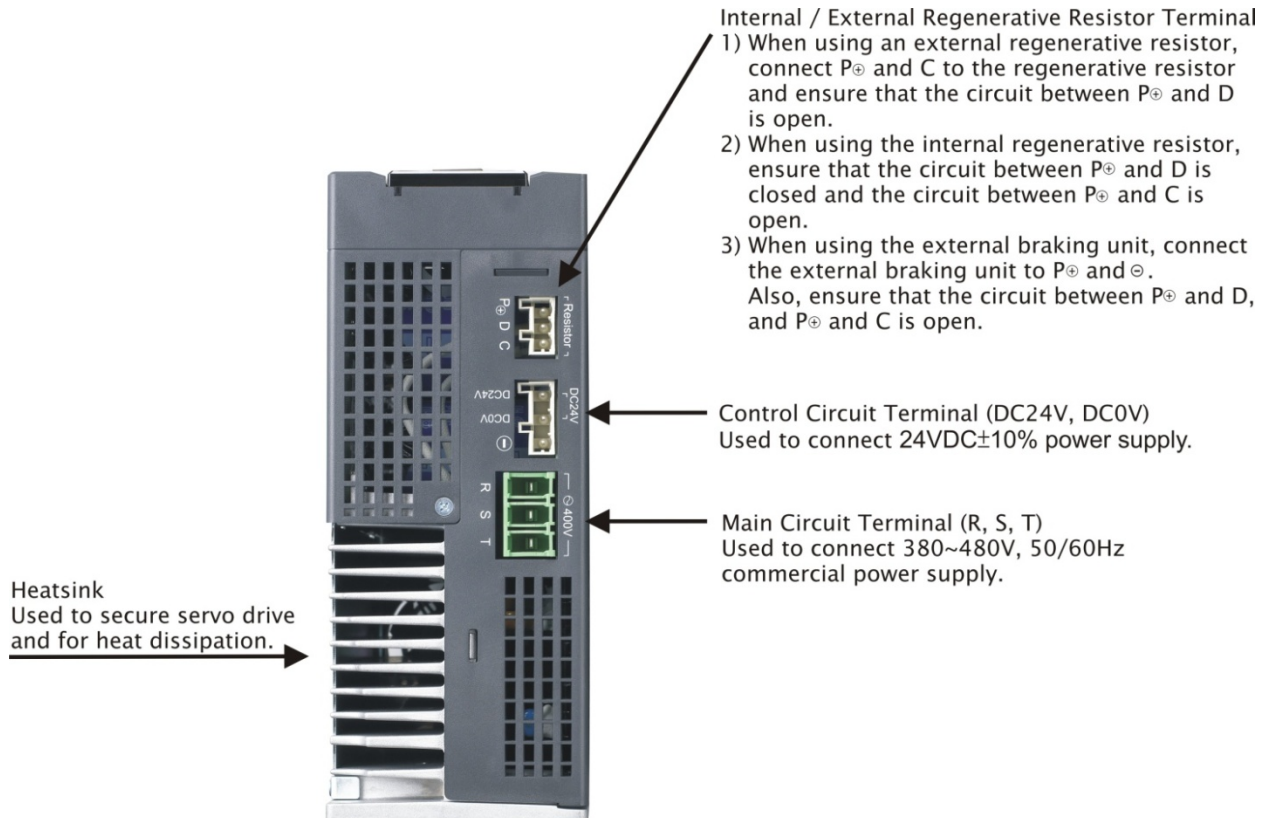 Internal / External Regenerative Resistor Terminal
1) When using an external regenerative resistor,
connect P⊕ and C to the regenerative resistor
and ensure that the circuit between P⊕ and D
is open.
2) When using the internal regenerative resistor,
ensure that the circuit between P⊕ and D is
closed and the circuit between P⊕ and C is
open.
3) When using the external braking unit, connect
the external braking unit to P⊕ and ⊖.
Also, ensure that the circuit between P⊕ and D,
and P⊕ and C is open.
P⊕ D C
Resistor
DC24V
DC0V
⊖
DC24V
Control Circuit Terminal (DC24V, DC0V)
Used to connect 24VDC±10% power supply.
R S T
400V
Main Circuit Terminal (R, S, T)
Used to connect 380~480V, 50/60Hz
commercial power supply.
Heatsink
Used to secure servo drive
and for heat dissipation.